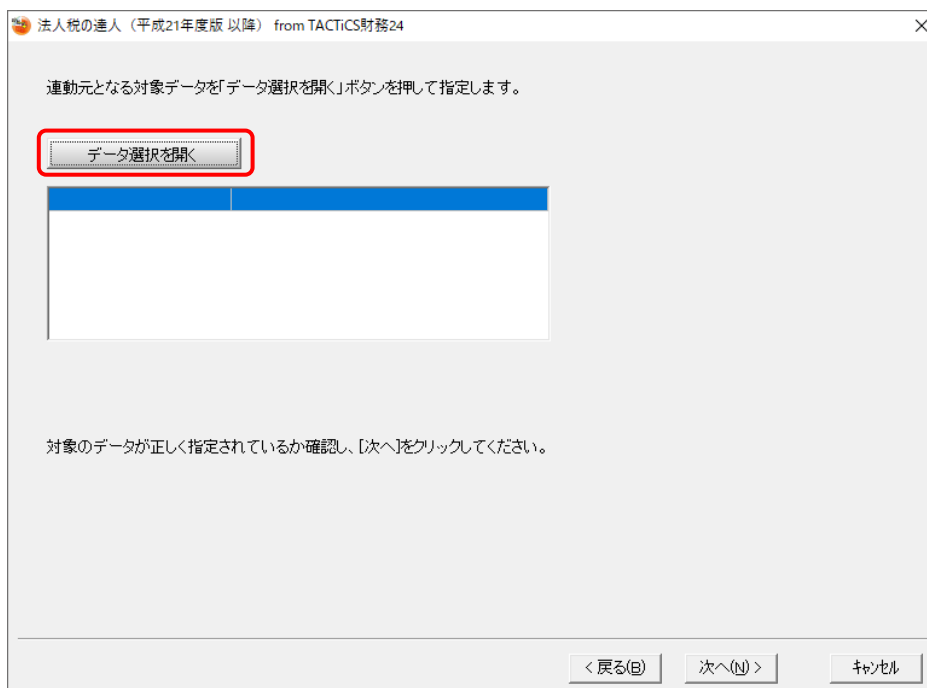 法人税の達人（平成21年度版 以降） from TACTiCS財務24
連動元となる対象データを「データ選択を開く」ボタンを押して指定します。
データ選択を開く
対象のデータが正しく指定されているか確認し、[次へ]をクリックしてください。
< 戻る(B)
次へ(N) >
ｷｬﾝｾﾙ